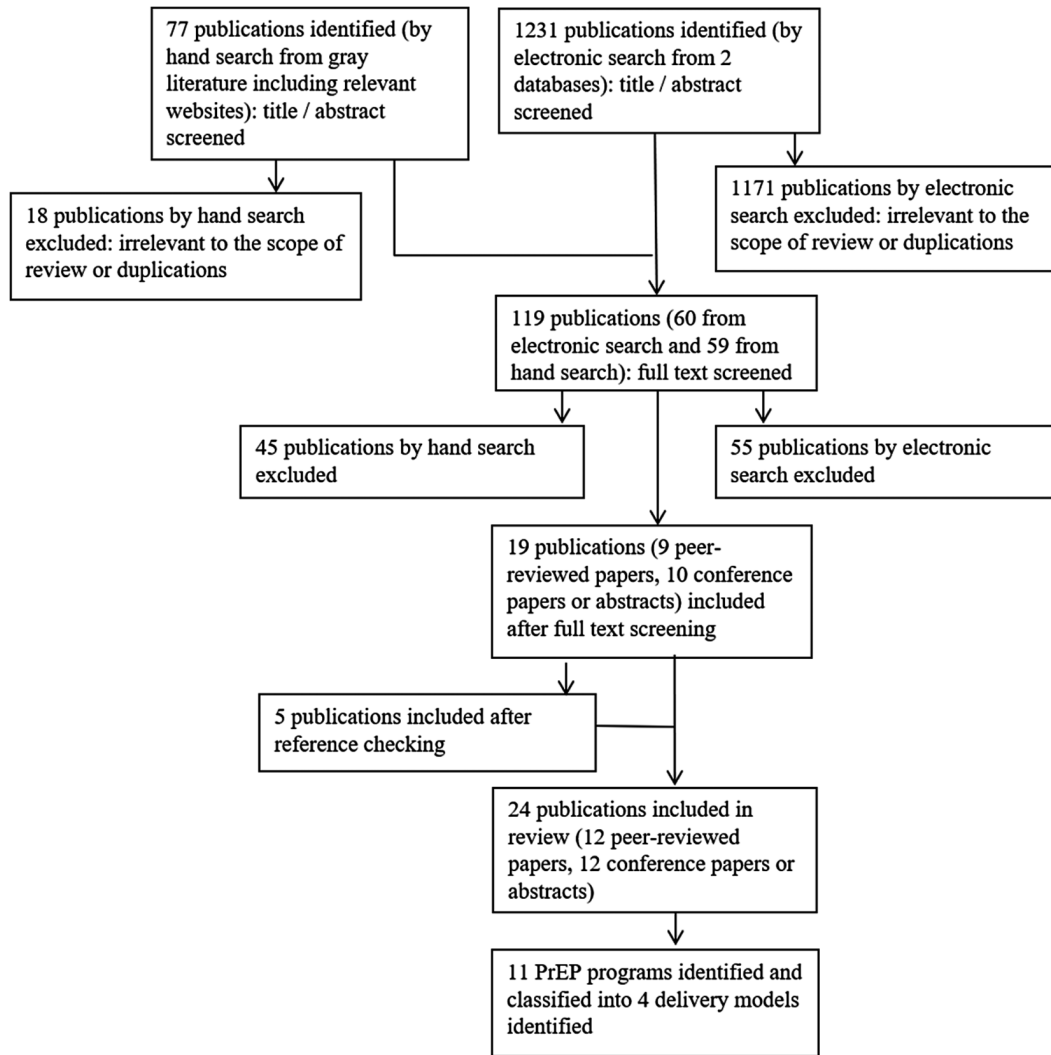 77 publications identified (by
hand search from gray
literature including relevant
websites): title / abstract
screened
1231 publications identified (by
electronic search from 2
databases): title / abstract
screened
18 publications by hand search
excluded: irrelevant to the scope of
review or duplications
1171 publications by electronic
search excluded: irrelevant to the
scope of review or duplications
119 publications (60 from
electronic search and 59 from
hand search): full text screened
45 publications by hand search
excluded
55 publications by electronic
search excluded
19 publications (9 peer-
reviewed papers, 10 conference
papers or abstracts) included
after full text screening
5 publications included after
reference checking
24 publications included in
review (12 peer-reviewed
papers, 12 conference papers or
abstracts)
11 PrEP programs identified and
classified into 4 delivery models
identified